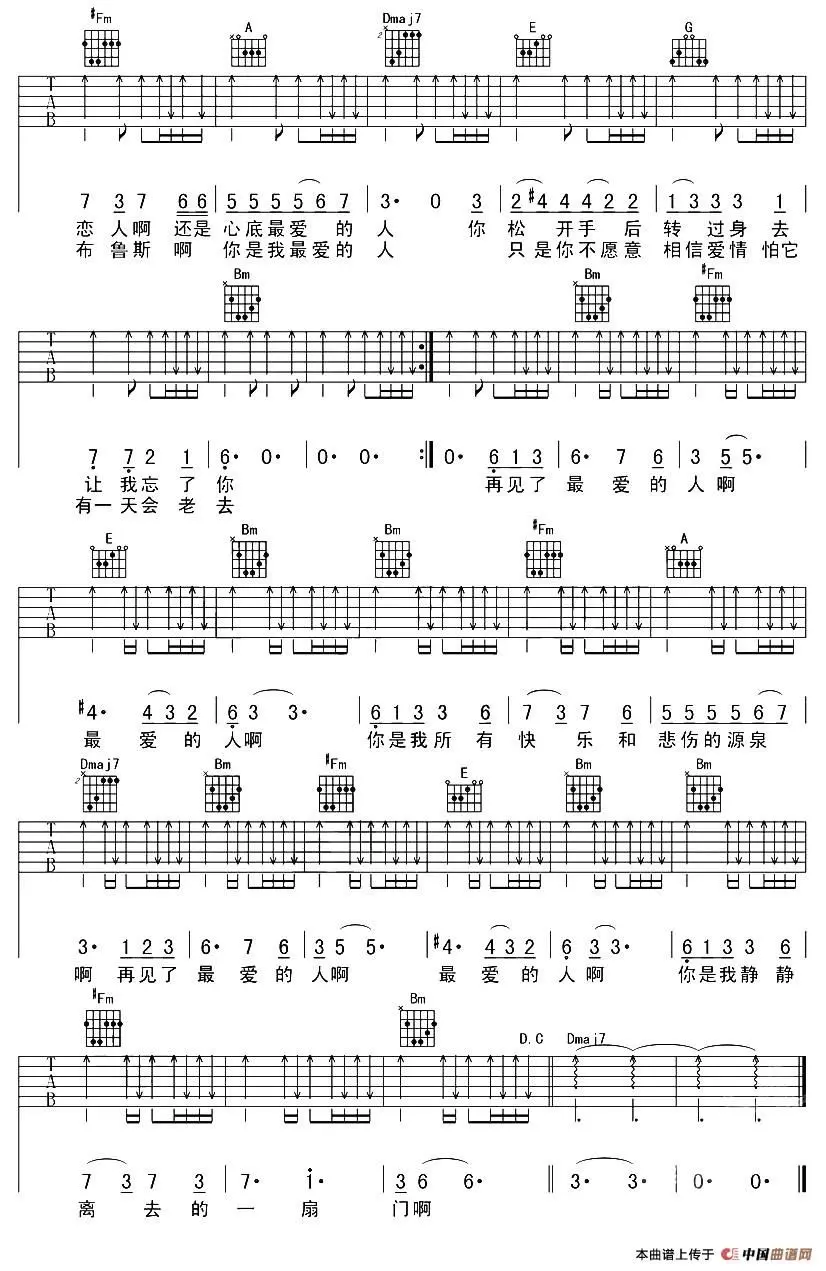 #Fm A Dmaj7 E G
2
T A B
7 3 7 6 6 | 5 5 5 5 6 7 | 3· 0 3 | 2 #4 4 4 2 2 | 1 3 3 3 1
恋人啊 还是 心底最爱的人 你 松 开手后 转过身去
布鲁斯啊 你是我最爱的人 只是你不愿意 相信爱情 怕它
Bm Bm #Fm
T A B
7 7 2 1 | 6· 0· | 0· 0· :| 0· 6 1 3 | 6· 7 6 | 3 5 5·
让 我忘了你 再见了 最 爱的人啊
有一天会老去
E Bm Bm #Fm A
T A B
#4· 4 3 2 | 6 3 3· | 6 1 3 3 6 | 7 3 7 6 | 5 5 5 5 6 7
最 爱的 人啊 你是我所有 快乐和 悲伤的源泉
Dmaj7 Bm #Fm E Bm Bm
2
T A B
3· 1 2 3 | 6· 7 6 | 3 5 5· | #4· 4 3 2 | 6 3 3· | 6 1 3 3 6
啊 再见了 最 爱的 人啊 最 爱的 人啊 你是我静静
#Fm Bm D.C Dmaj7
T A B
7 3 7 3 | 7· 1· | 3 6 6· || 3· 3· | 0· 0· ||
离 去的 一 扇 门啊
本曲谱上传于 中国曲谱网